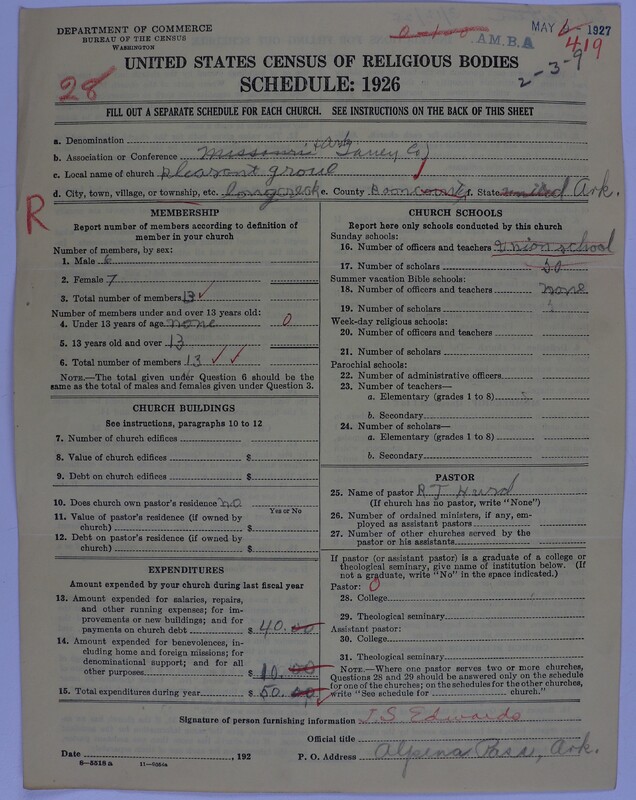 DEPARTMENT OF COMMERCE
BUREAU OF THE CENSUS
WASHINGTON
A.M.B.A
MAY 1927
419
2-3-9
28
UNITED STATES CENSUS OF RELIGIOUS BODIES
SCHEDULE: 1926
FILL OUT A SEPARATE SCHEDULE FOR EACH CHURCH. SEE INSTRUCTIONS ON THE BACK OF THIS SHEET
a. Denomination
b. Association or Conference Missouri + Ark Taney Co
c. Local name of church Pleasant grove
d. City, town, village, or township, etc. Longcreek e. County Boon county f. State united Ark.
R
MEMBERSHIP
Report number of members according to definition of
member in your church
Number of members, by sex:
1. Male 6
2. Female 7
3. Total number of members 13
Number of members under and over 13 years old:
4. Under 13 years of age none 0
5. 13 years old and over 13
6. Total number of members 13
NOTE.—The total given under Question 6 should be
the same as the total of males and females given under Question 3.
CHURCH BUILDINGS
See instructions, paragraphs 10 to 12
7. Number of church edifices
8. Value of church edifices $
9. Debt on church edifices $
10. Does church own pastor's residence no
Yes or No
11. Value of pastor's residence (if owned by
church) $
12. Debt on pastor's residence (if owned by
church) $
EXPENDITURES
Amount expended by your church during last fiscal year
13. Amount expended for salaries, repairs,
and other running expenses; for im-
provements or new buildings; and for
payments on church debt $ 40.00
14. Amount expended for benevolences, in-
cluding home and foreign missions; for
denominational support; and for all
other purposes $ 10.00
15. Total expenditures during year $ 50.00
CHURCH SCHOOLS
Report here only schools conducted by this church
Sunday schools:
16. Number of officers and teachers Union school
17. Number of scholars 50
Summer vacation Bible schools:
18. Number of officers and teachers none
19. Number of scholars
Week-day religious schools:
20. Number of officers and teachers
21. Number of scholars
Parochial schools:
22. Number of administrative officers
23. Number of teachers—
a. Elementary (grades 1 to 8)
b. Secondary
24. Number of scholars—
a. Elementary (grades 1 to 8)
b. Secondary
PASTOR
25. Name of pastor R T Hurd
(If church has no pastor, write "None")
26. Number of ordained ministers, if any, em-
ployed as assistant pastors
27. Number of other churches served by the
pastor or his assistants
If pastor (or assistant pastor) is a graduate of a college or
theological seminary, give name of institution below. (If
not a graduate, write "No" in the space indicated.)
Pastor: 0
28. College
29. Theological seminary
Assistant pastor:
30. College
31. Theological seminary
NOTE.—Where one pastor serves two or more churches,
Questions 28 and 29 should be answered only on the schedule
for one of the churches; on the schedules for the other churches,
write "See schedule for church."
Signature of person furnishing information J. S. Edwards
Official title
Date , 192 P. O. Address Alpena Pass, Ark.
8-5518a 11-5564a